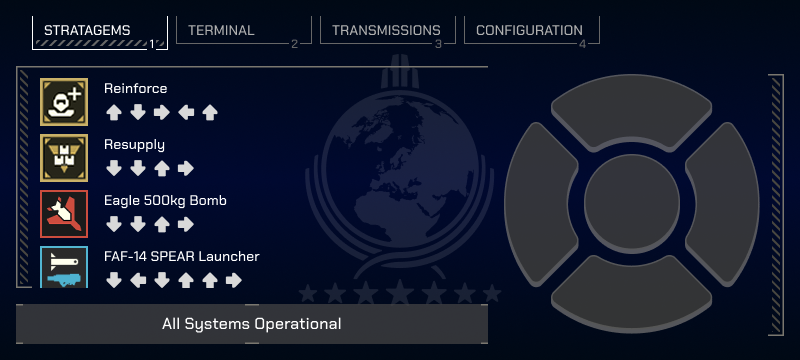 STRATAGEMS
1
TERMINAL
2
TRANSMISSIONS
3
CONFIGURATION
4
Reinforce
Resupply
Eagle 500kg Bomb
FAF-14 SPEAR Launcher
All Systems Operational